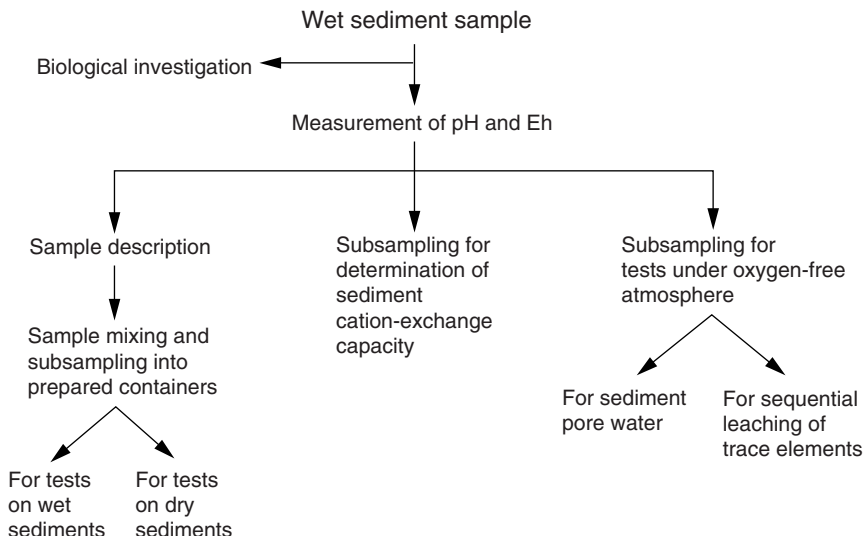 Wet sediment sample
Biological investigation
Measurement of pH and Eh
Sample description
Subsampling for
determination of
sediment
cation-exchange
capacity
Subsampling for
tests under oxygen-free
atmosphere
Sample mixing and
subsampling into
prepared containers
For sediment
pore water
For sequential
leaching of
trace elements
For tests
on wet
sediments
For tests
on dry
sediments